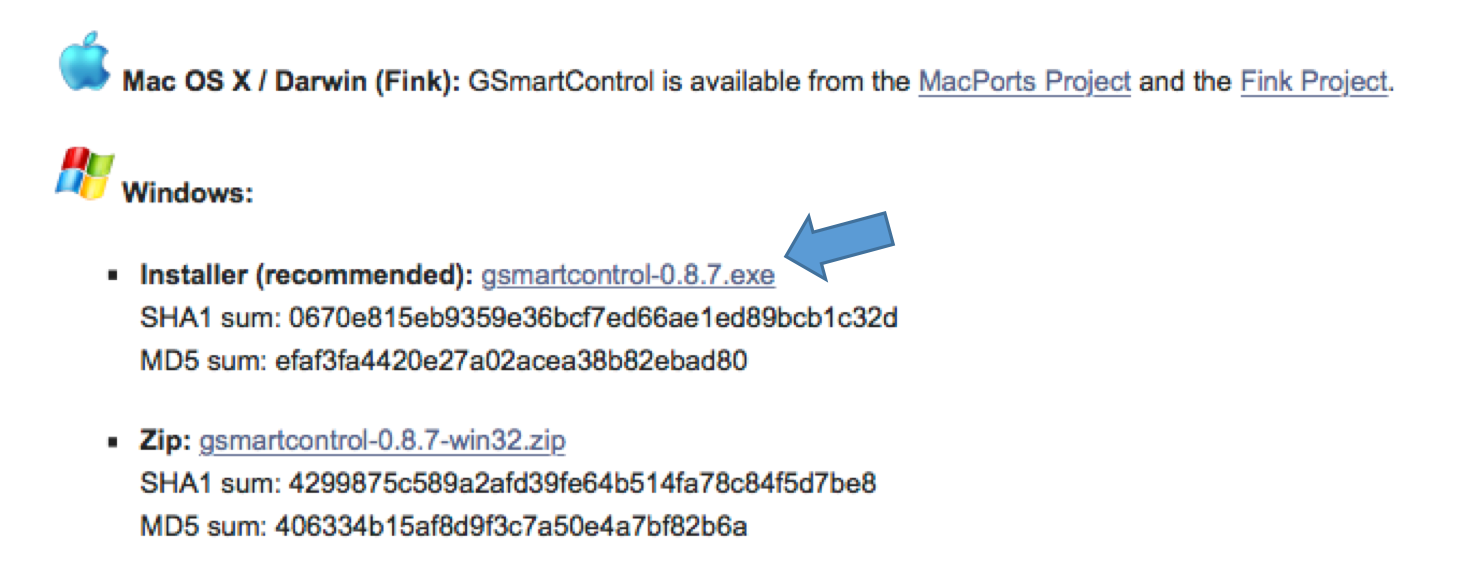 Mac OS X / Darwin (Fink): GSmartControl is available from the MacPorts Project and the Fink Project.
Windows:
▪ Installer (recommended): gsmartcontrol-0.8.7.exe
SHA1 sum: 0670e815eb9359e36bcf7ed66ae1ed89bcb1c32d
MD5 sum: efaf3fa4420e27a02acea38b82ebad80
▪ Zip: gsmartcontrol-0.8.7-win32.zip
SHA1 sum: 4299875c589a2afd39fe64b514fa78c84f5d7be8
MD5 sum: 406334b15af8d9f3c7a50e4a7bf82b6a